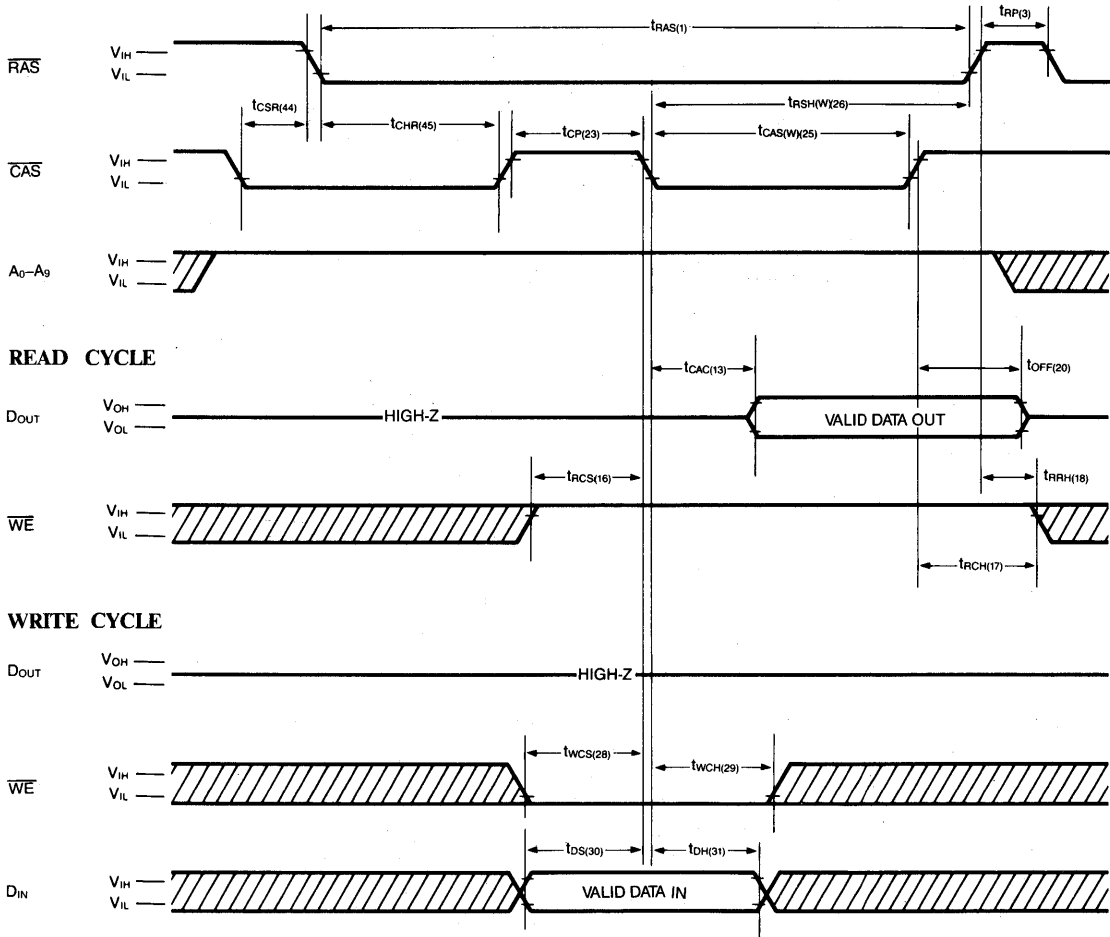 tRAS(1)
tRP(3)
RAS
VIH
VIL
tCSR(44)
tCHR(45)
tCP(23)
tRSH(W)(26)
tCAS(W)(25)
CAS
VIH
VIL
A0–A9
VIH
VIL
READ CYCLE
tCAC(13)
tOFF(20)
DOUT
VOH
VOL
HIGH-Z
VALID DATA OUT
tRCS(16)
tRRH(18)
WE
VIH
VIL
tRCH(17)
WRITE CYCLE
DOUT
VOH
VOL
HIGH-Z
tWCS(28)
tWCH(29)
WE
VIH
VIL
tDS(30)
tDH(31)
DIN
VIH
VIL
VALID DATA IN